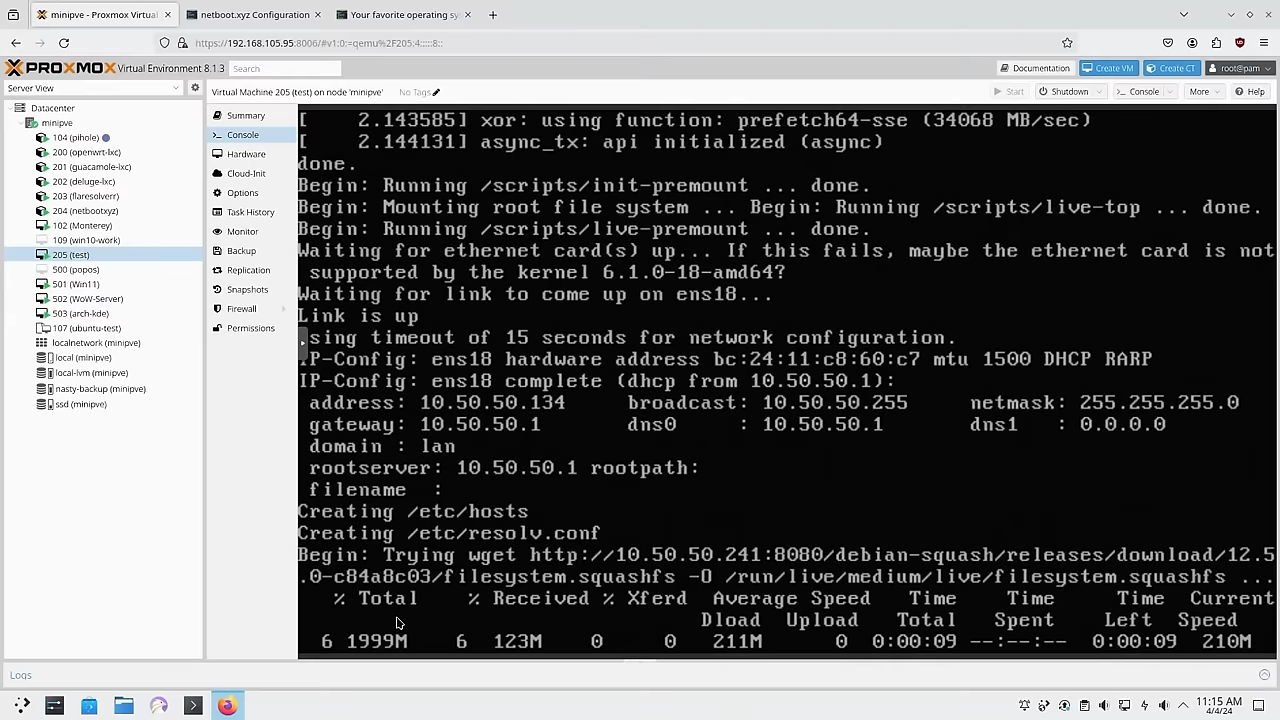 minipve - Proxmox Virtual
netboot.xyz Configuration
Your favorite operating sy
https://192.168.105.95:8006/#v1:0:=qemu%2F205:4:::::8::
PROXMOX Virtual Environment 8.1.3
Search
Documentation
Create VM
Create CT
root@pam
Server View
Virtual Machine 205 (test) on node 'minipve'
No Tags
Start
Shutdown
Console
More
Help
Datacenter
minipve
104 (pihole)
200 (openwrt-lxc)
201 (guacamole-lxc)
202 (deluge-lxc)
203 (flaresolverr)
204 (netbootxyz)
102 (Monterey)
109 (win10-work)
205 (test)
500 (popos)
501 (Win11)
502 (WoW-Server)
503 (arch-kde)
107 (ubuntu-test)
localnetwork (minipve)
local (minipve)
local-lvm (minipve)
nasty-backup (minipve)
ssd (minipve)
Summary
Console
Hardware
Cloud-Init
Options
Task History
Monitor
Backup
Replication
Snapshots
Firewall
Permissions
[    2.143585] xor: using function: prefetch64-sse (34068 MB/sec)
[    2.144131] async_tx: api initialized (async)
done.
Begin: Running /scripts/init-premount ... done.
Begin: Mounting root file system ... Begin: Running /scripts/live-top ... done.
Begin: Running /scripts/live-premount ... done.
Waiting for ethernet card(s) up... If this fails, maybe the ethernet card is not
supported by the kernel 6.1.0-18-amd64?
Waiting for link to come up on ens18...
Link is up
sing timeout of 15 seconds for network configuration.
IP-Config: ens18 hardware address bc:24:11:c8:60:c7 mtu 1500 DHCP RARP
IP-Config: ens18 complete (dhcp from 10.50.50.1):
address: 10.50.50.134 broadcast: 10.50.50.255 netmask: 255.255.255.0
gateway: 10.50.50.1 dns0 : 10.50.50.1 dns1 : 0.0.0.0
domain : lan
rootserver: 10.50.50.1 rootpath:
filename :
Creating /etc/hosts
Creating /etc/resolv.conf
Begin: Trying wget http://10.50.50.241:8080/debian-squash/releases/download/12.5
.0-c84a8c03/filesystem.squashfs -O /run/live/medium/live/filesystem.squashfs ...
% Total % Received % Xferd Average Speed Time Time Time Current
Dload Upload Total Spent Left Speed
6 1999M 6 123M 0 0 211M 0 0:00:09 --:--:-- 0:00:09 210M
Logs
11:15 AM
4/4/24